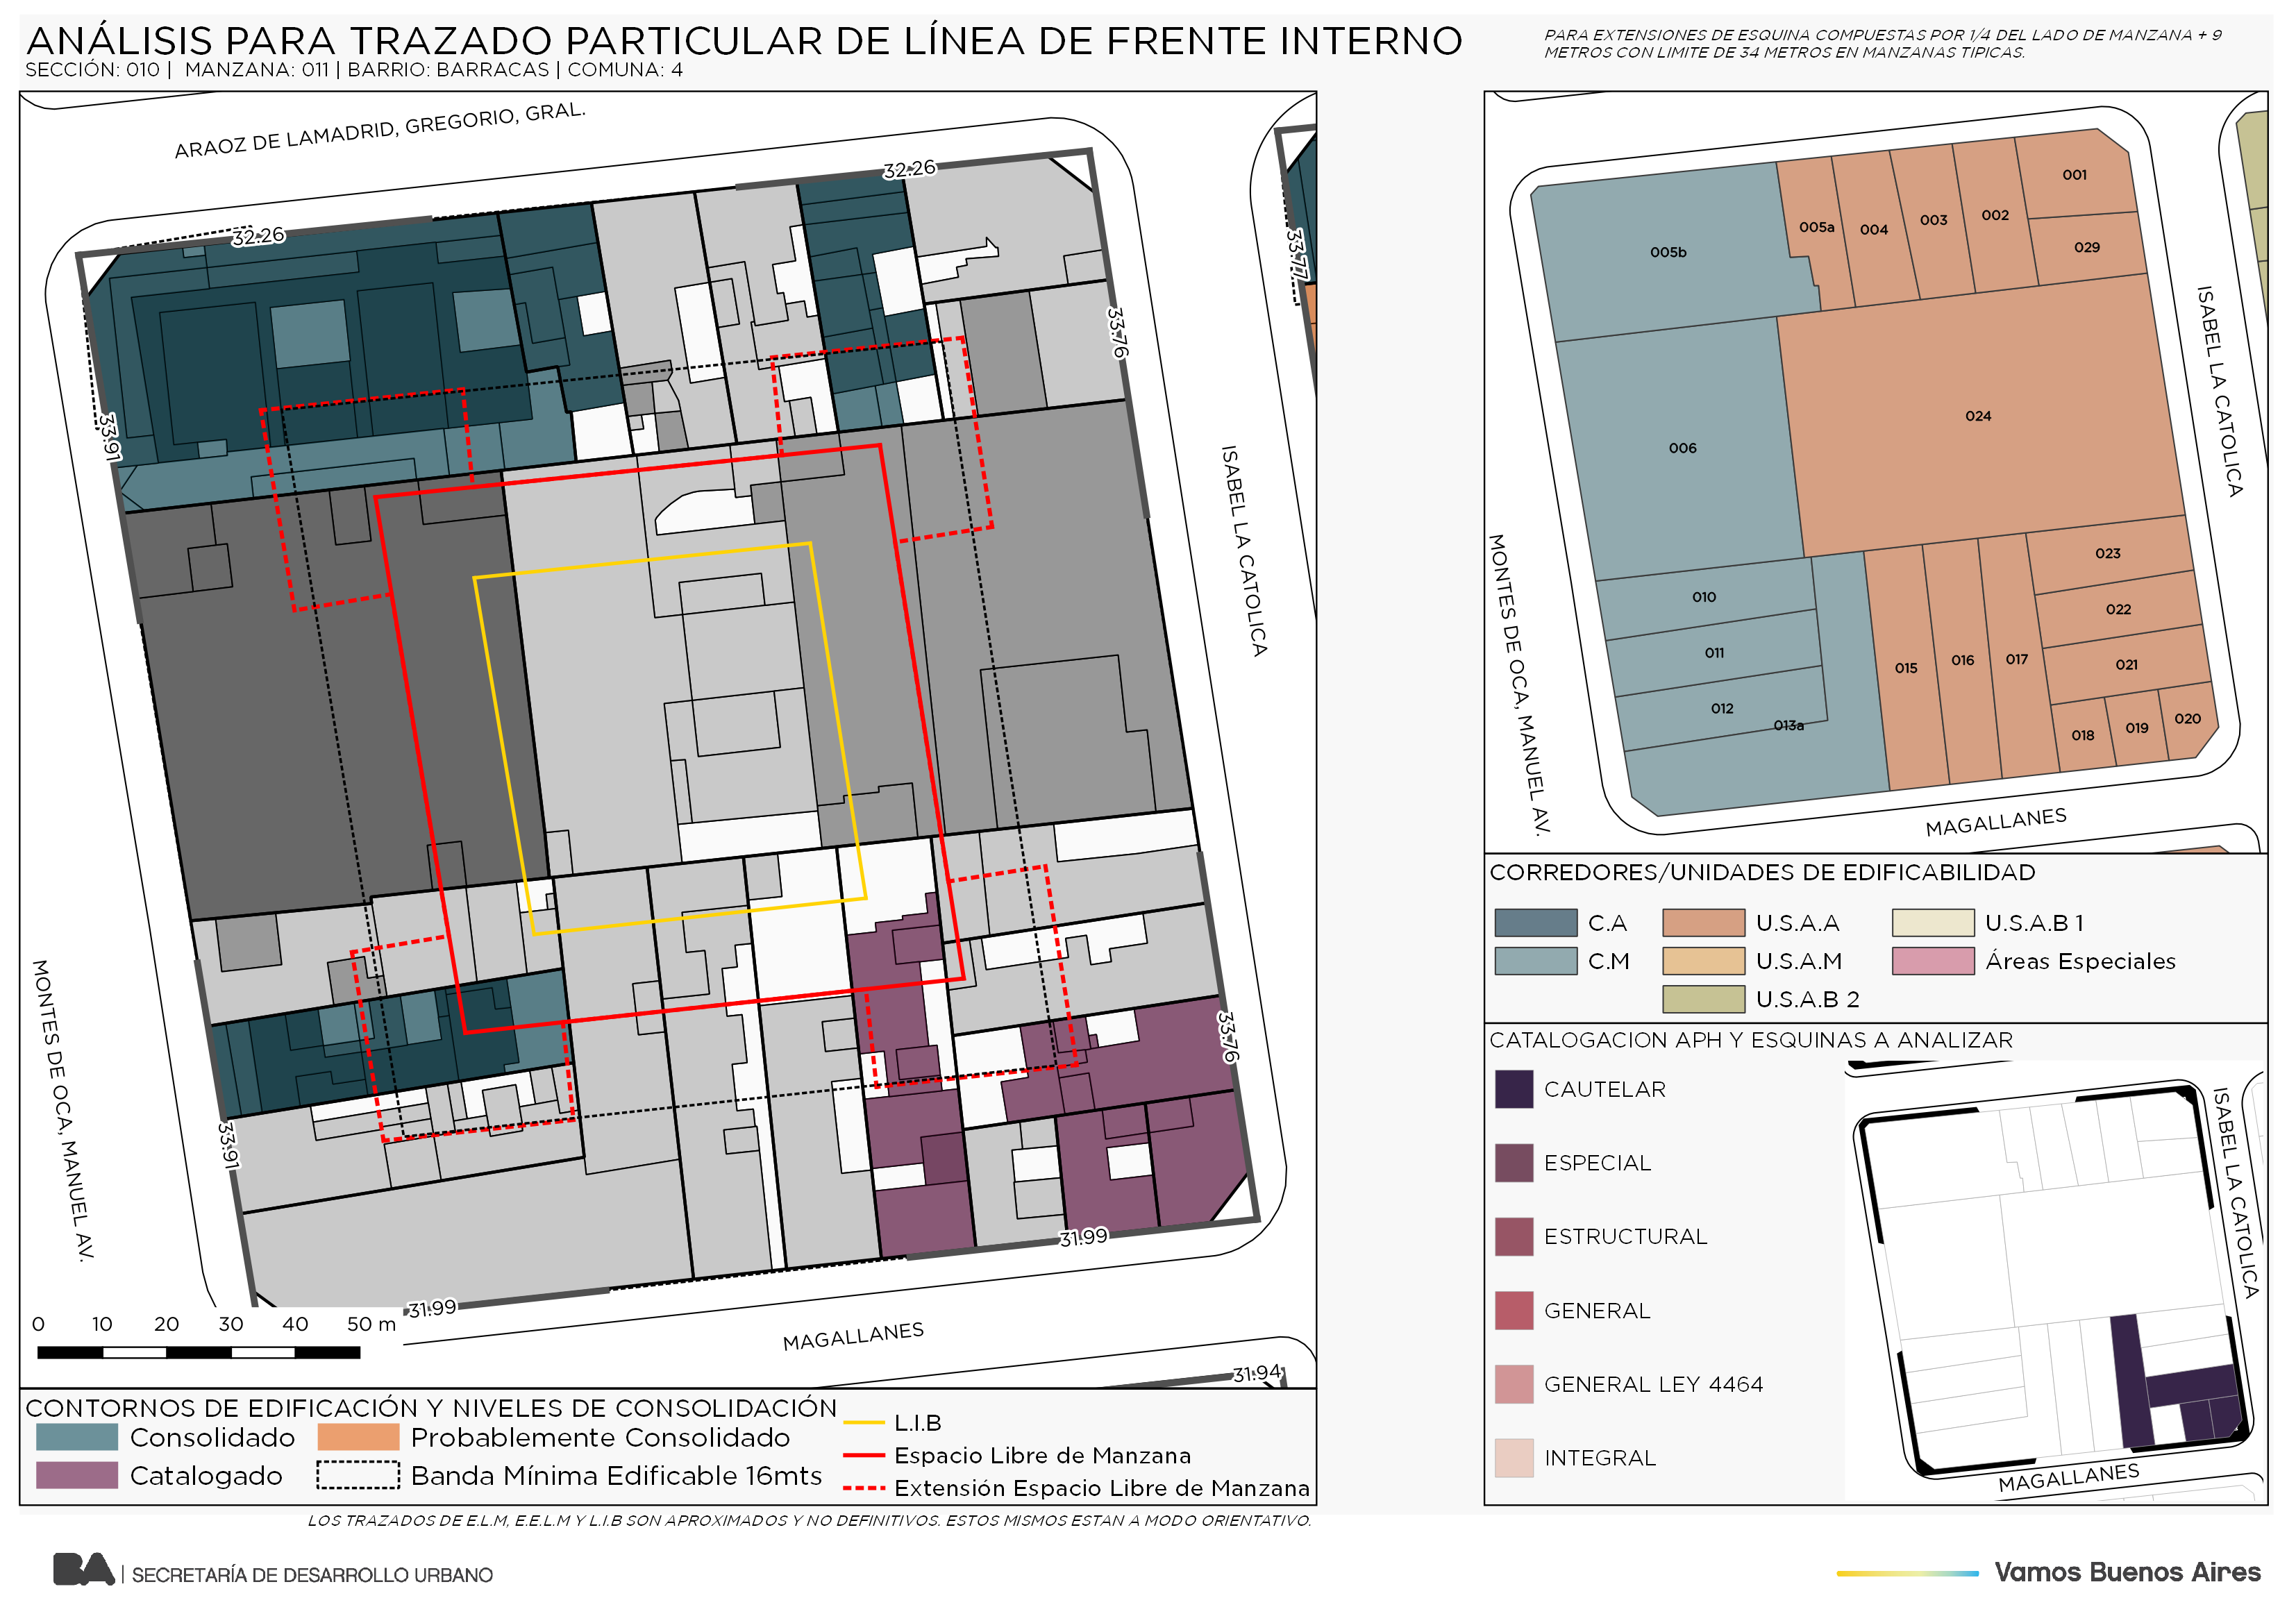 ANÁLISIS PARA TRAZADO PARTICULAR DE LÍNEA DE FRENTE INTERNO
SECCIÓN: 010 | MANZANA: 011 | BARRIO: BARRACAS | COMUNA: 4
PARA EXTENSIONES DE ESQUINA COMPUESTAS POR 1/4 DEL LADO DE MANZANA + 9
METROS CON LIMITE DE 34 METROS EN MANZANAS TIPICAS.
ARAOZ DE LAMADRID, GREGORIO, GRAL.
32.26
32.26
33.77
33.76
33.91
ISABEL LA CATOLICA
MONTES DE OCA, MANUEL AV.
33.76
33.91
31.99
31.99
MAGALLANES
31.94
0 10 20 30 40 50 m
CONTORNOS DE EDIFICACIÓN Y NIVELES DE CONSOLIDACIÓN
Consolidado
Probablemente Consolidado
Catalogado
Banda Mínima Edificable 16mts
L.I.B
Espacio Libre de Manzana
Extensión Espacio Libre de Manzana
LOS TRAZADOS DE E.L.M, E.E.L.M Y L.I.B SON APROXIMADOS Y NO DEFINITIVOS. ESTOS MISMOS ESTAN A MODO ORIENTATIVO.
001
002
003
004
005a
005b
029
024
006
ISABEL LA CATOLICA
MONTES DE OCA, MANUEL AV.
023
022
021
010
011
012
013a
015
016
017
018
019
020
MAGALLANES
CORREDORES/UNIDADES DE EDIFICABILIDAD
C.A
U.S.A.A
U.S.A.B 1
C.M
U.S.A.M
Áreas Especiales
U.S.A.B 2
CATALOGACION APH Y ESQUINAS A ANALIZAR
CAUTELAR
ESPECIAL
ESTRUCTURAL
GENERAL
GENERAL LEY 4464
INTEGRAL
ISABEL LA CATOLICA
MAGALLANES
BA | SECRETARÍA DE DESARROLLO URBANO
Vamos Buenos Aires